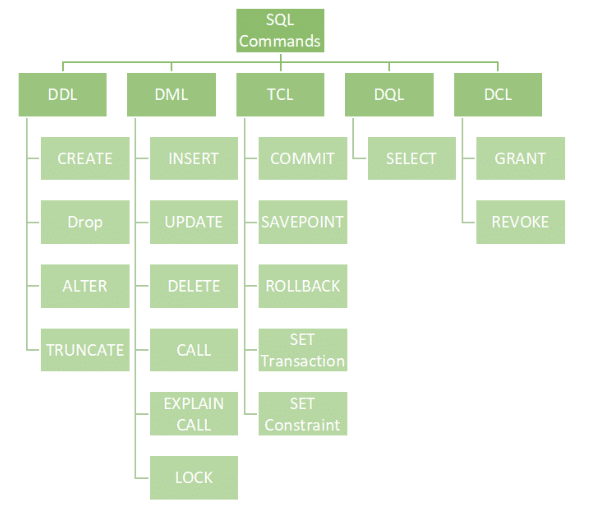 SQL
Commands
DDL
DML
TCL
DQL
DCL
CREATE
INSERT
COMMIT
SELECT
GRANT
Drop
UPDATE
SAVEPOINT
REVOKE
ALTER
DELETE
ROLLBACK
TRUNCATE
CALL
SET
Transaction
EXPLAIN
CALL
SET
Constraint
LOCK